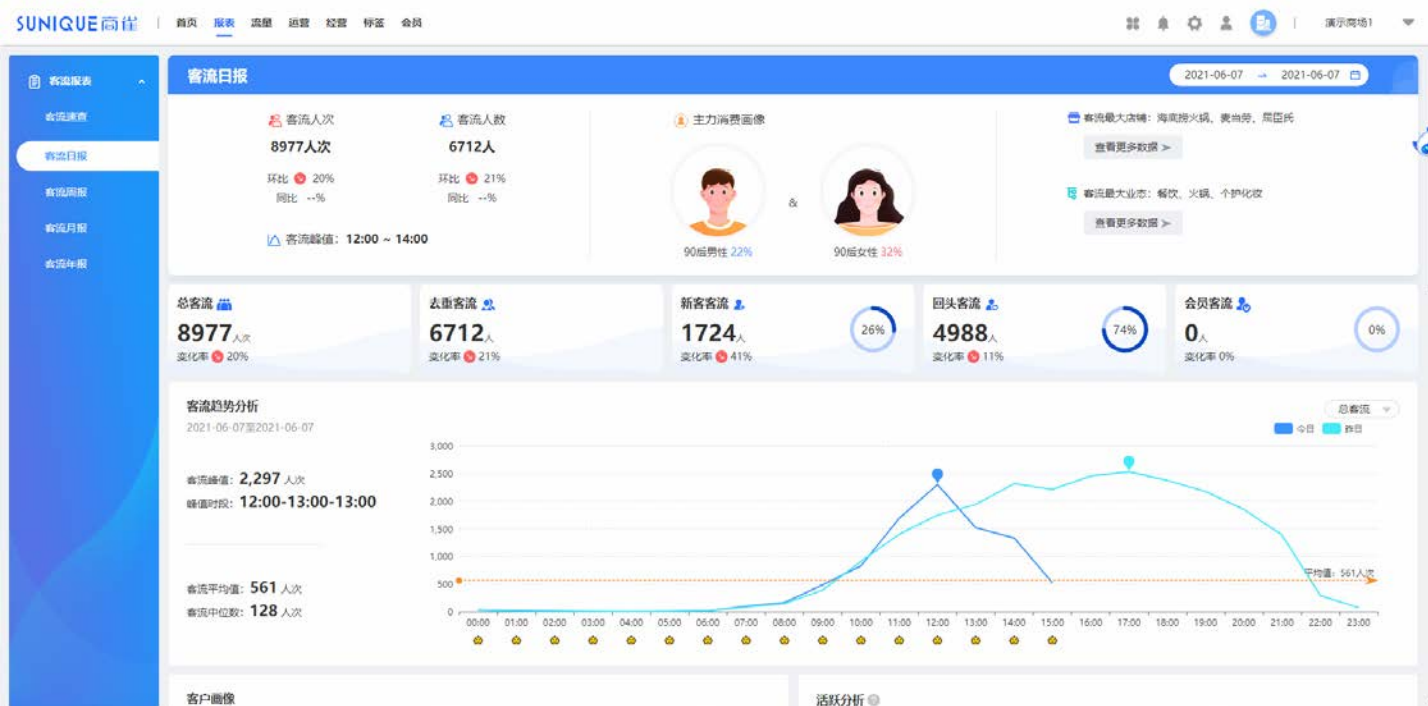 SUNIQUE商雀
首页 报表 流量 运营 经营 标签 会员
演示商场1
客流报表
客流速查
客流日报
客流周报
客流月报
客流年报
客流日报
2021-06-07 → 2021-06-07
客流人次
8977人次
环比 20%
同比 --%
客流人数
6712人
环比 21%
同比 --%
客流峰值：12:00 ~ 14:00
主力消费画像
&
90后男性 22%
90后女性 32%
客流最大店铺：海底捞火锅、麦当劳、屈臣氏
查看更多数据 ➤
客流最大业态：餐饮、火锅、个护化妆
查看更多数据 ➤
总客流
8977人次
变化率 20%
去重客流
6712人
变化率 21%
新客客流
1724人
变化率 41%
26%
回头客流
4988人
变化率 11%
74%
会员客流
0人
变化率 0%
0%
客流趋势分析
2021-06-07至2021-06-07
总客流
今日 昨日
客流峰值：2,297 人次
峰值时段：12:00-13:00-13:00
客流平均值：561 人次
客流中位数：128 人次
3,000
2,500
2,000
1,500
1,000
500
0
平均值：561人次
00:00 01:00 02:00 03:00 04:00 05:00 06:00 07:00 08:00 09:00 10:00 11:00 12:00 13:00 14:00 15:00 16:00 17:00 18:00 19:00 20:00 21:00 22:00 23:00
客户画像
活跃分析